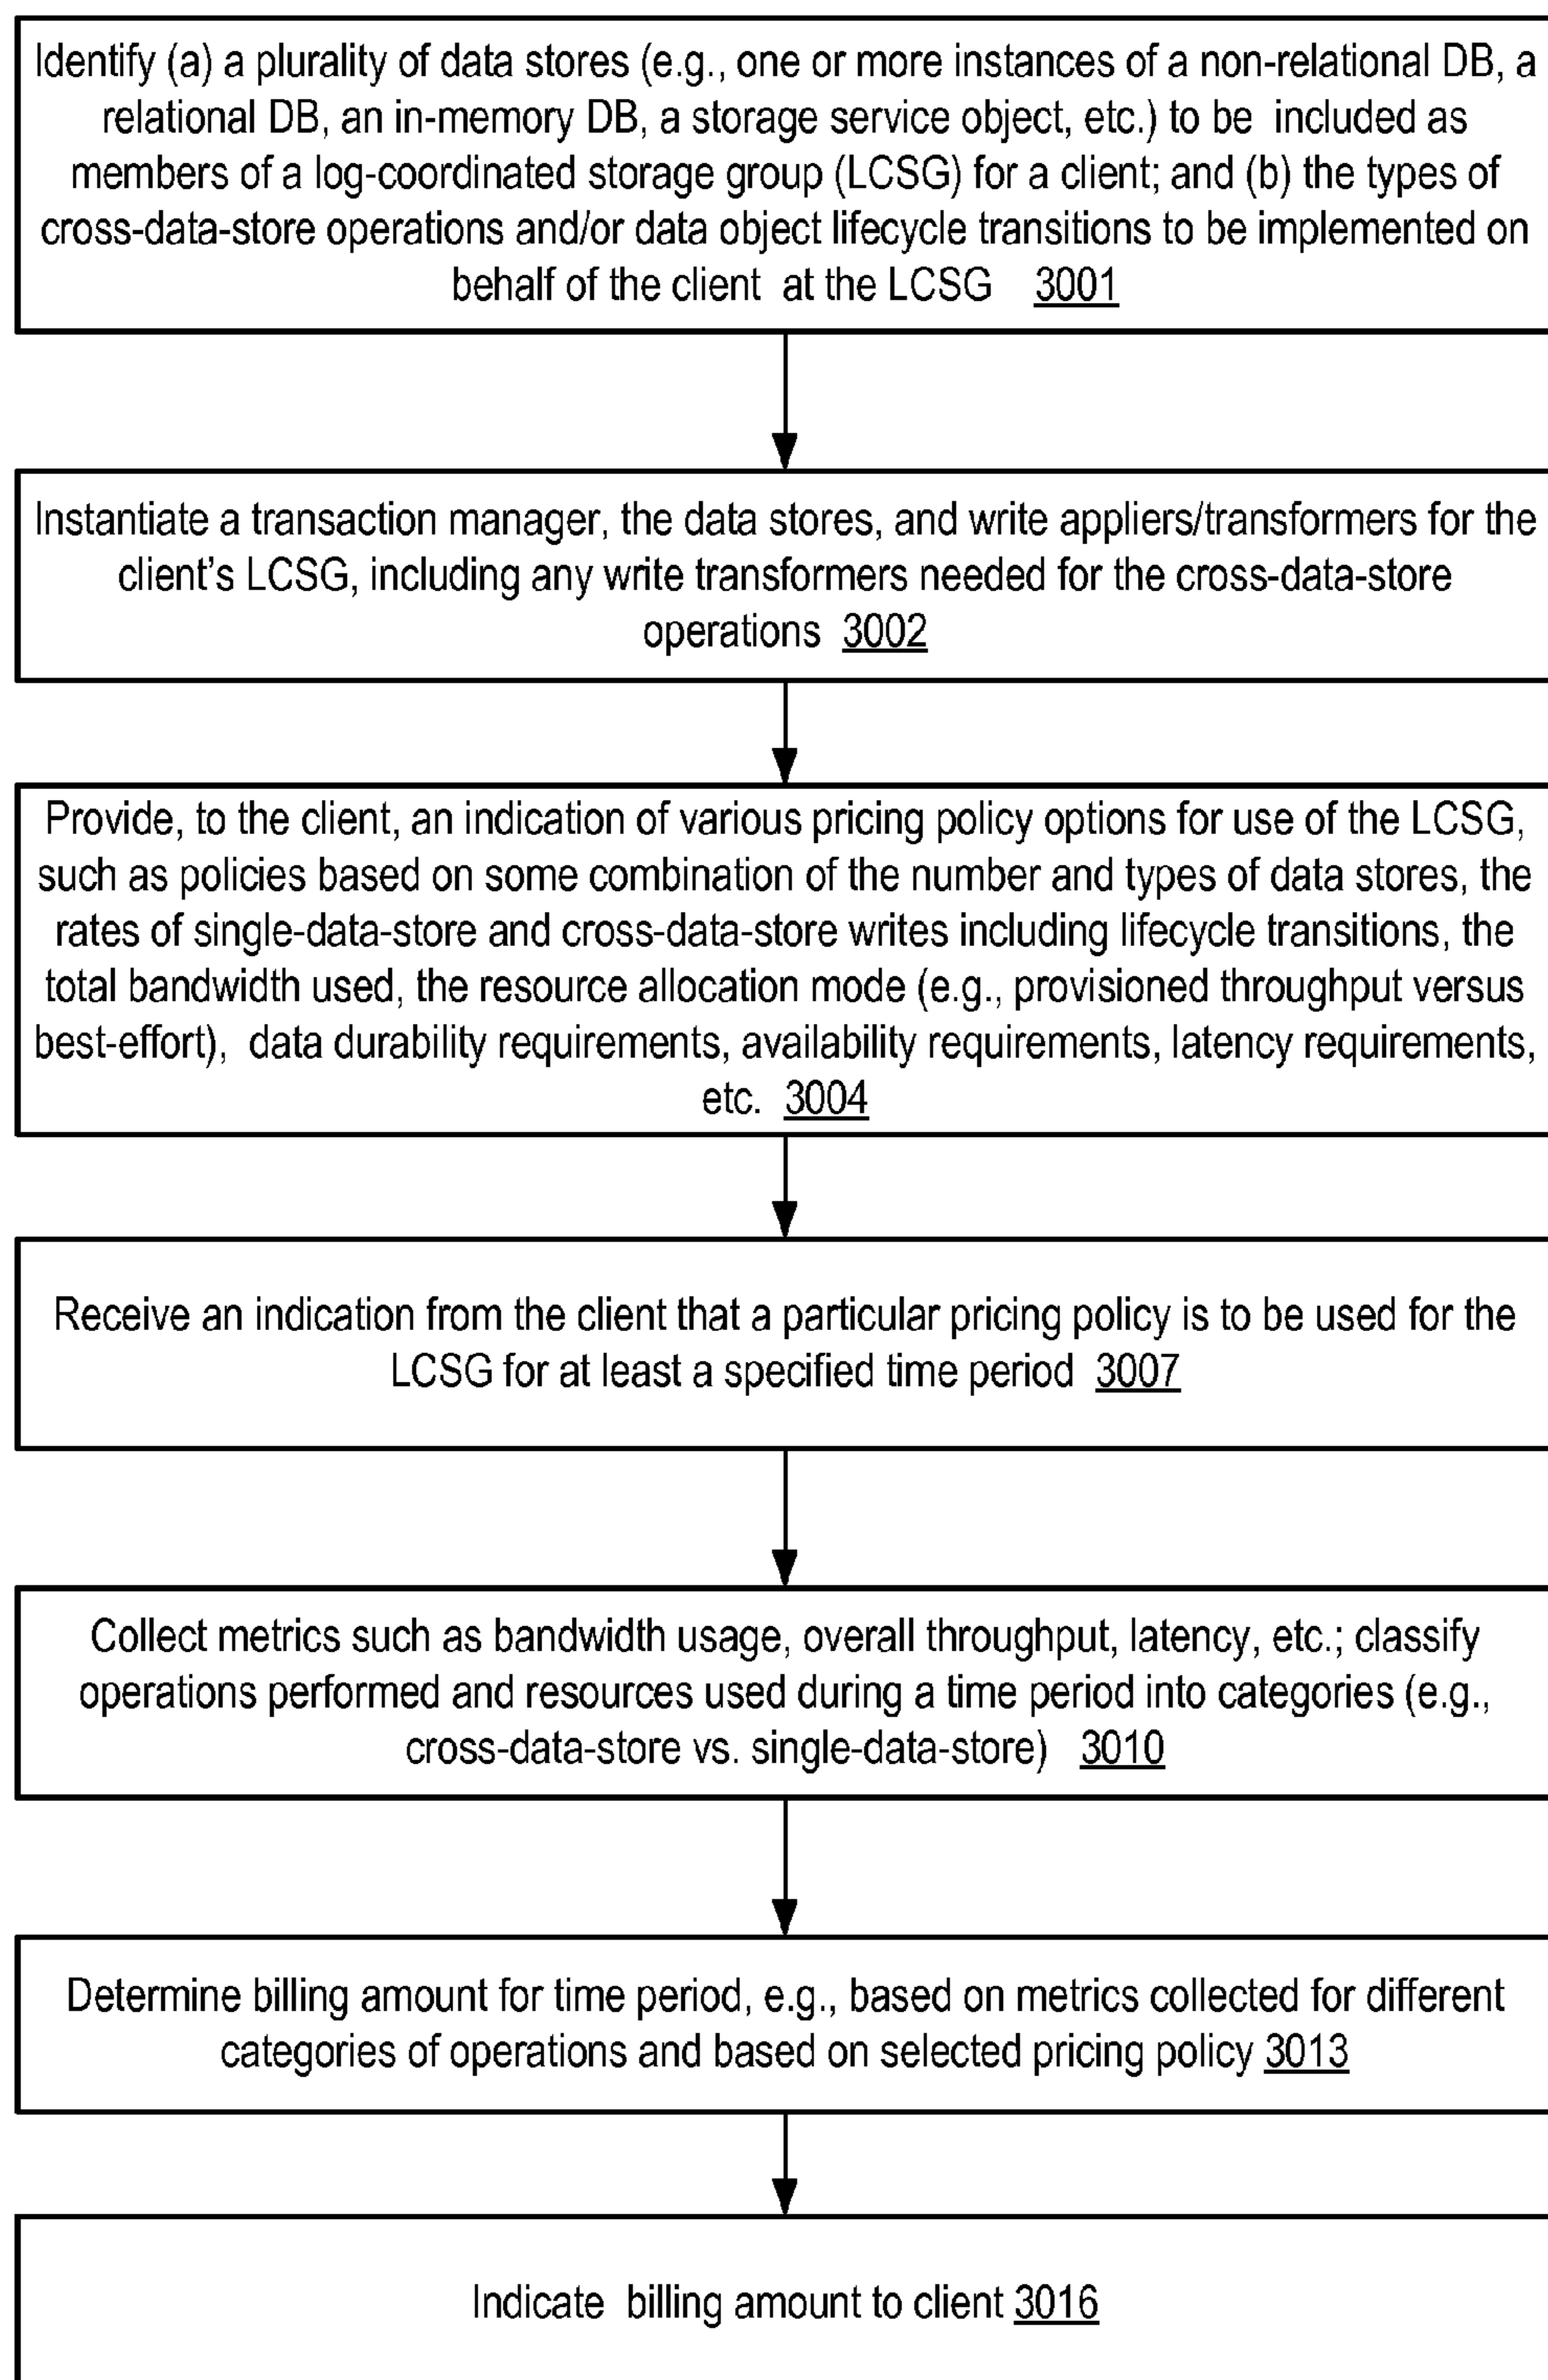 Identify (a) a plurality of data stores (e.g., one or more instances of a non-relational DB, a
relational DB, an in-memory DB, a storage service object, etc.) to be included as
members of a log-coordinated storage group (LCSG) for a client; and (b) the types of
cross-data-store operations and/or data object lifecycle transitions to be implemented on
behalf of the client at the LCSG 3001
Instantiate a transaction manager, the data stores, and write appliers/transformers for the
client's LCSG, including any write transformers needed for the cross-data-store
operations 3002
Provide, to the client, an indication of various pricing policy options for use of the LCSG,
such as policies based on some combination of the number and types of data stores, the
rates of single-data-store and cross-data-store writes including lifecycle transitions, the
total bandwidth used, the resource allocation mode (e.g., provisioned throughput versus
best-effort), data durability requirements, availability requirements, latency requirements,
etc. 3004
Receive an indication from the client that a particular pricing policy is to be used for the
LCSG for at least a specified time period 3007
Collect metrics such as bandwidth usage, overall throughput, latency, etc.; classify
operations performed and resources used during a time period into categories (e.g.,
cross-data-store vs. single-data-store) 3010
Determine billing amount for time period, e.g., based on metrics collected for different
categories of operations and based on selected pricing policy 3013
Indicate billing amount to client 3016